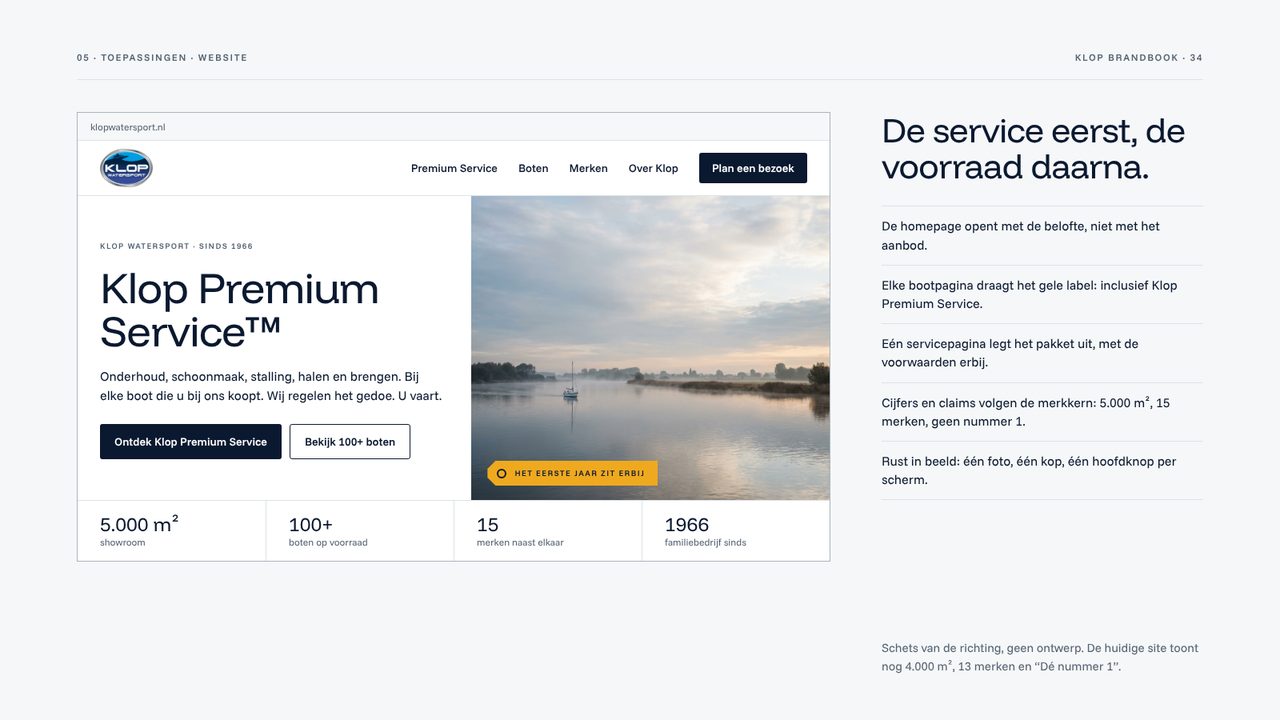 05 · TOEPASSINGEN · WEBSITE
KLOP BRANDBOOK · 34
klopwatersport.nl
KLOP
WATERSPORT
Premium Service
Boten
Merken
Over Klop
Plan een bezoek
KLOP WATERSPORT · SINDS 1966
Klop Premium
Service™
Onderhoud, schoonmaak, stalling, halen en brengen. Bij
elke boot die u bij ons koopt. Wij regelen het gedoe. U vaart.
Ontdek Klop Premium Service
Bekijk 100+ boten
HET EERSTE JAAR ZIT ERBIJ
5.000 m²
showroom
100+
boten op voorraad
15
merken naast elkaar
1966
familiebedrijf sinds
De service eerst, de
voorraad daarna.
De homepage opent met de belofte, niet met het
aanbod.
Elke bootpagina draagt het gele label: inclusief Klop
Premium Service.
Eén servicepagina legt het pakket uit, met de
voorwaarden erbij.
Cijfers en claims volgen de merkkern: 5.000 m², 15
merken, geen nummer 1.
Rust in beeld: één foto, één kop, één hoofdknop per
scherm.
Schets van de richting, geen ontwerp. De huidige site toont
nog 4.000 m², 13 merken en “Dé nummer 1”.